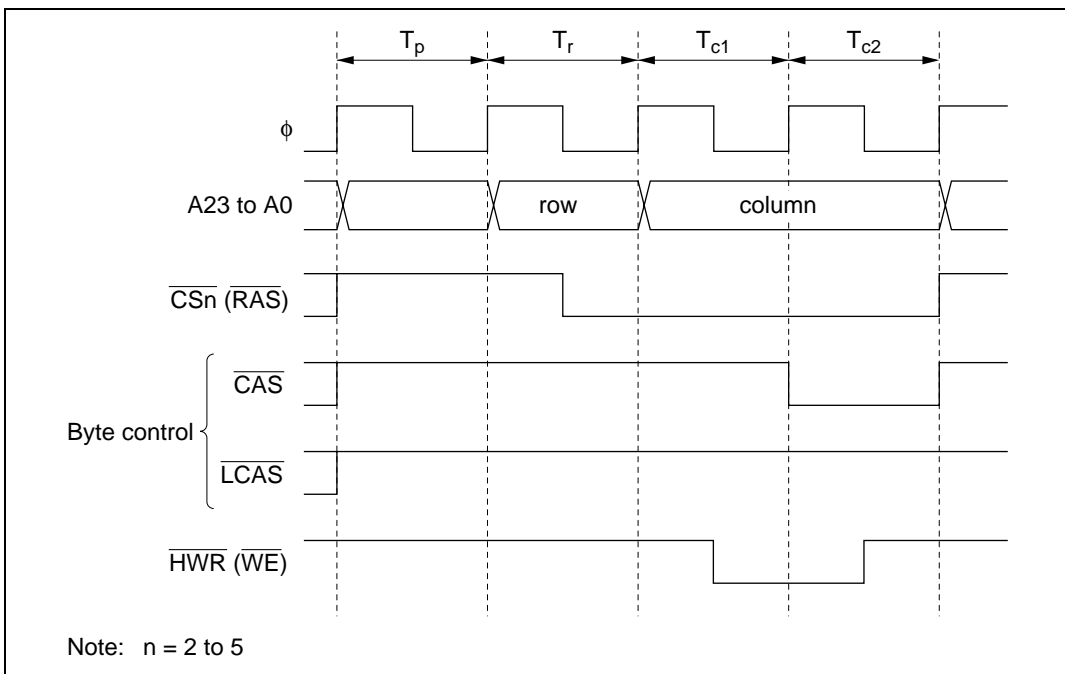 Tp Tr Tc1 Tc2
ϕ
A23 to A0 row column
CSn (RAS)
CAS
Byte control
LCAS
HWR (WE)
Note: n = 2 to 5